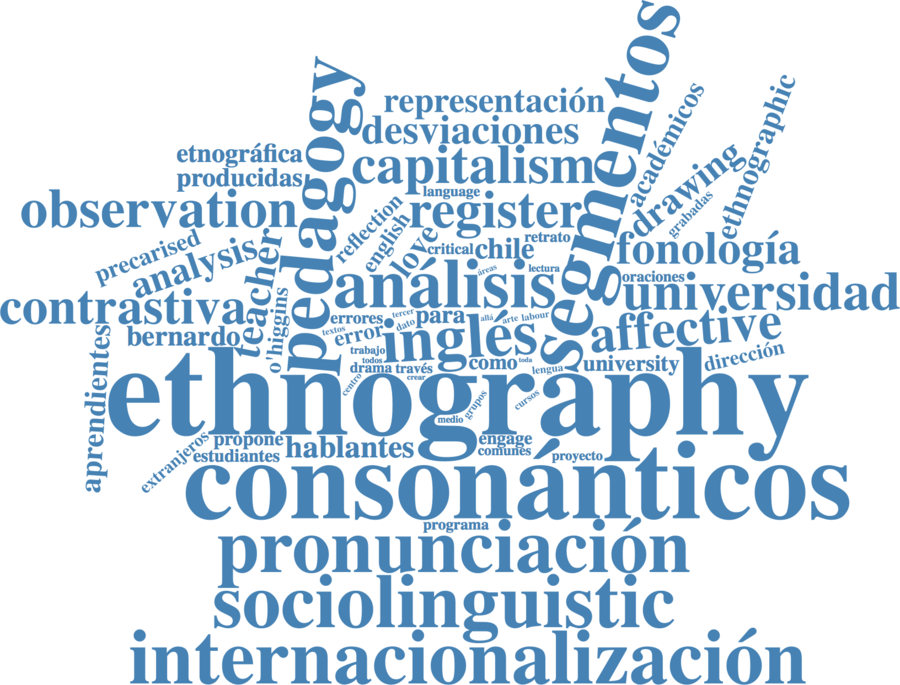 segmentos
pedagogy
representación
desviaciones
académicos
ethnographic
etnográfica
capitalism
drawing
producidas
language
grabadas
observation
reflection
register
english
love
retrato
precarised
analysis
critical
chile
fonología
teacher
áreas
lectura
oraciones
análisis
universidad
contrastiva
o'higgins
errores
tercer
para
allá
arte
labour
affective
bernardo
textos
error
dato
inglés
aprendientes
trabajo
todos
como
toda
university
dirección
drama
través
lengua
centro
crear
ethnography
grupos
cursos
medio
extranjeros
propone
hablantes
engage
estudiantes
comunes
proyecto
consonánticos
programa
pronunciación
sociolinguistic
internacionalización